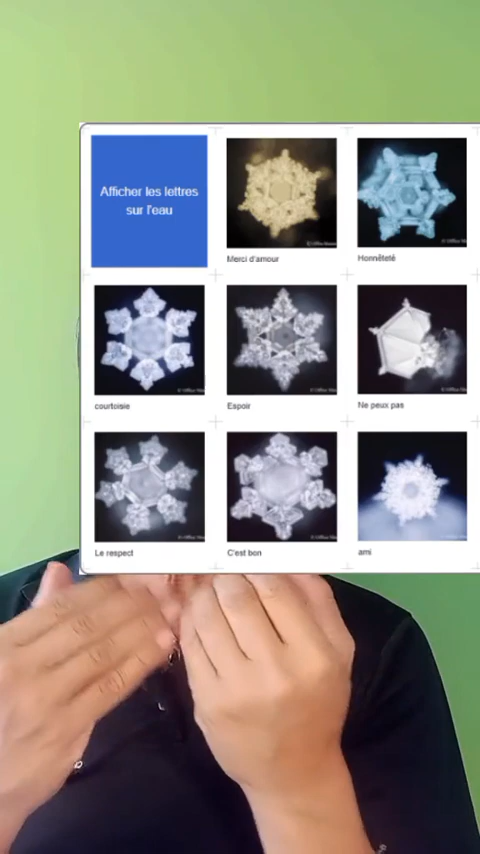 Afficher les lettres
sur l'eau
Merci d'amour
Honnêteté
courtoisie
Espoir
Ne peux pas
Le respect
C'est bon
ami